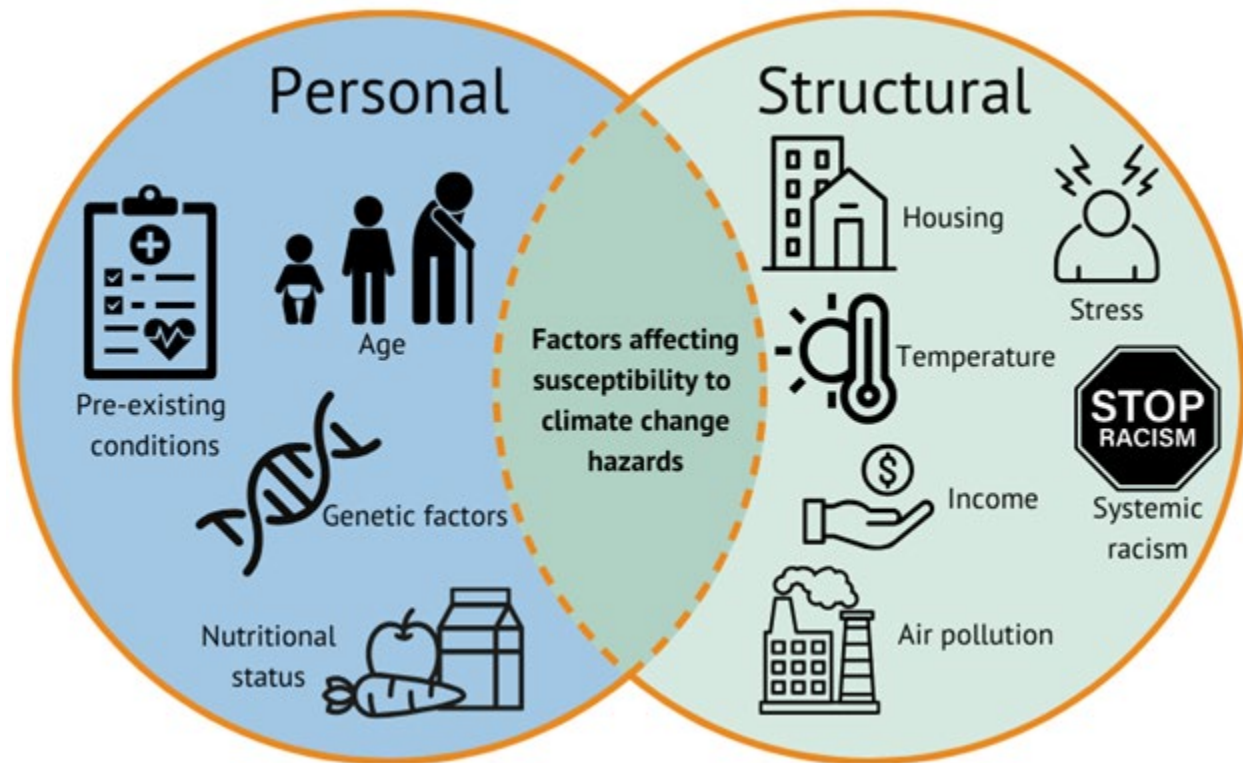 Personal
Structural
Pre-existing
conditions
Age
Genetic factors
Nutritional
status
Factors affecting
susceptibility to
climate change
hazards
Housing
Stress
Temperature
STOP
RACISM
Systemic
racism
$
Income
Air pollution